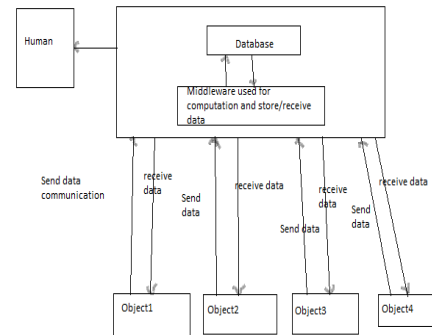 Human
Database
Middleware used for
computation and store/receive
data
Send data
communication
receive
data
Send
data
receive data
Send data
receive
data
Send
data
receive data
Object1
Object2
Object3
Object4